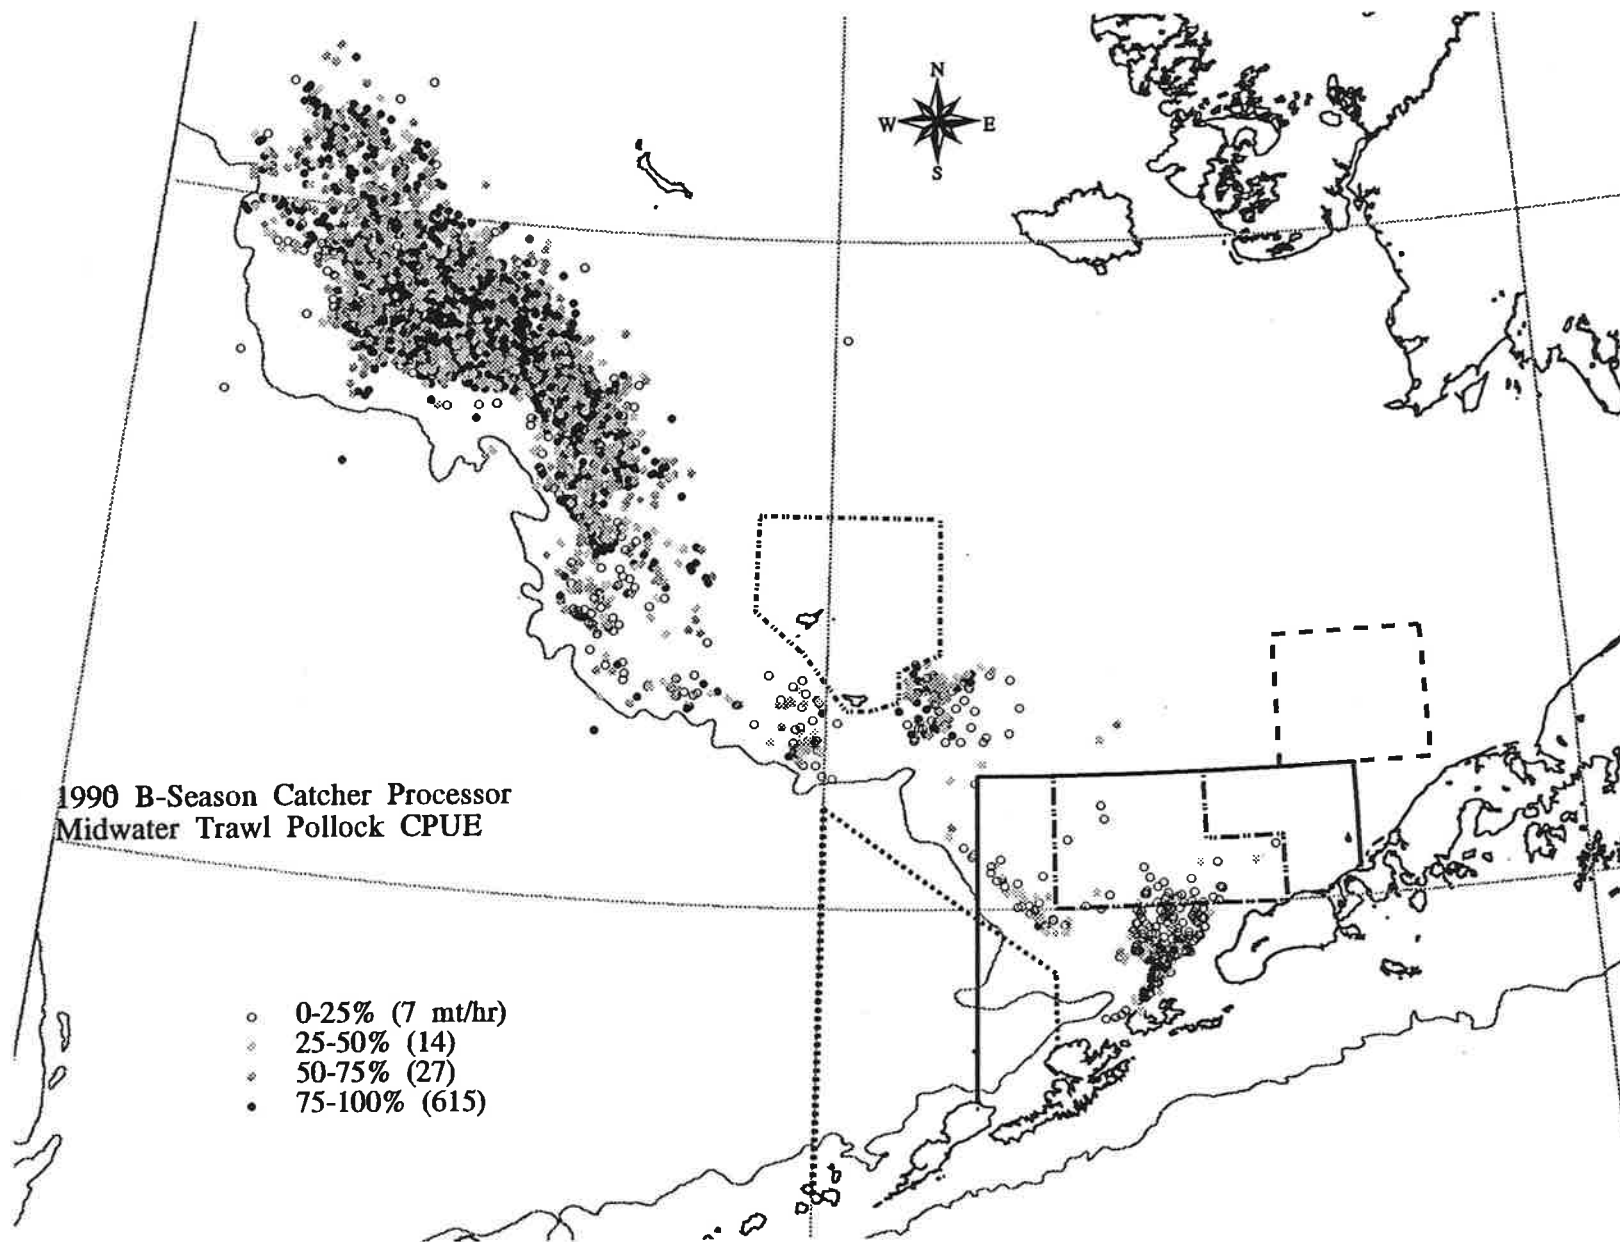 N
W E
S
1990 B-Season Catcher Processor
Midwater Trawl Pollock CPUE
0-25% (7 mt/hr)
25-50% (14)
50-75% (27)
75-100% (615)